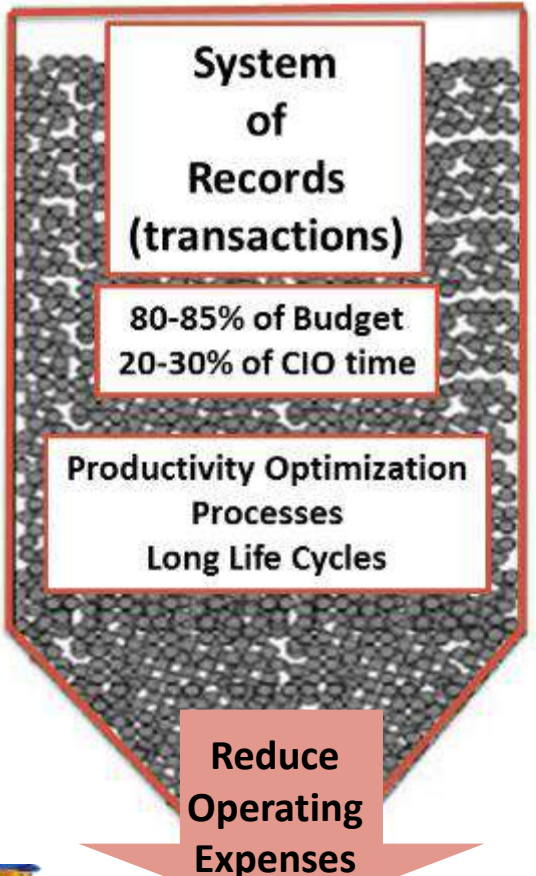 System
of
Records
(transactions)
80-85% of Budget
20-30% of CIO time
Productivity Optimization
Processes
Long Life Cycles
Reduce
Operating
Expenses